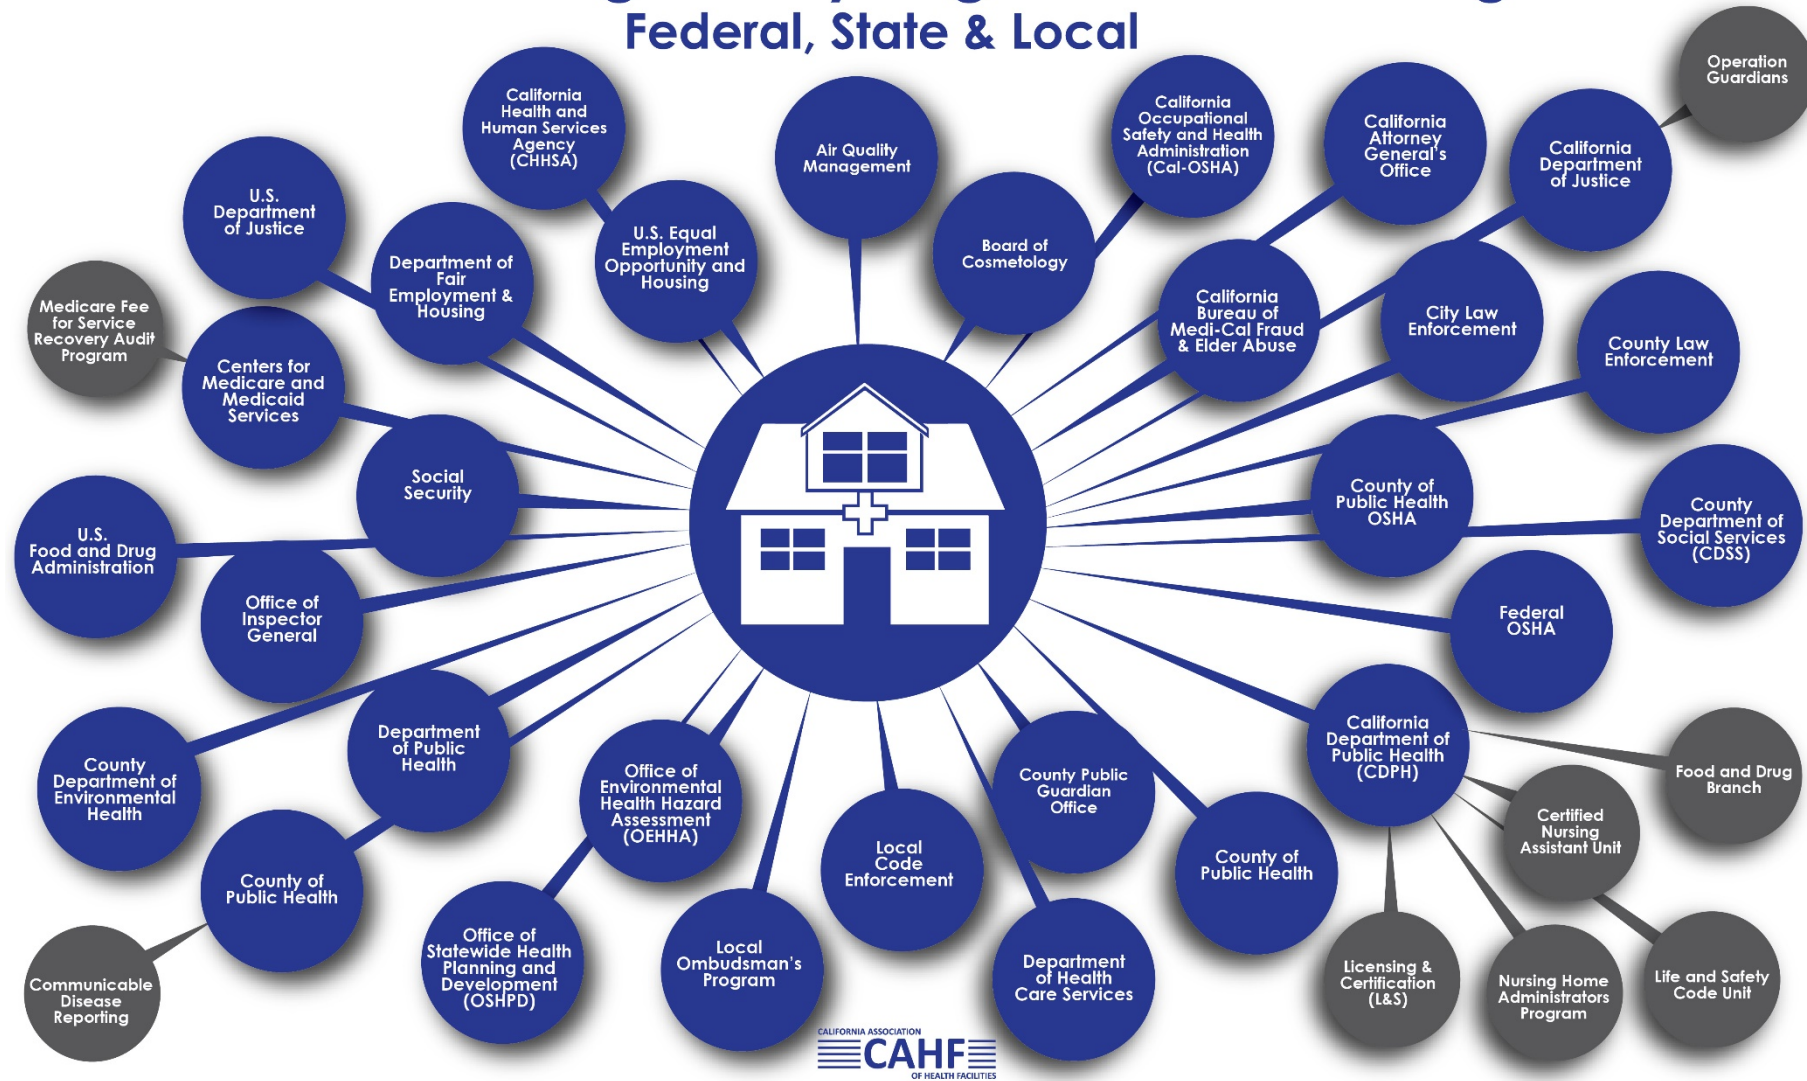 Federal, State & Local
Operation
Guardians
California
Health and
Human Services
Agency
(CHHSA)
Air Quality
Management
California
Occupational
Safety and Health
Administration
(Cal-OSHA)
California
Attorney
General's
Office
California
Department
of Justice
U.S.
Department
of Justice
Department of
Fair
Employment &
Housing
U.S. Equal
Employment
Opportunity and
Housing
Board of
Cosmetology
California
Bureau of
Medi-Cal Fraud
& Elder Abuse
City Law
Enforcement
County Law
Enforcement
Medicare Fee
for Service
Recovery Audit
Program
Centers for
Medicare and
Medicaid
Services
Social
Security
County of
Public Health
OSHA
County
Department of
Social Services
(CDSS)
U.S.
Food and Drug
Administration
Office of
Inspector
General
Federal
OSHA
County
Department of
Environmental
Health
Department
of Public
Health
Office of
Environmental
Health Hazard
Assessment
(OEHHA)
County Public
Guardian
Office
California
Department of
Public Health
(CDPH)
Food and Drug
Branch
Certified
Nursing
Assistant Unit
County of
Public Health
Local
Code
Enforcement
County of
Public Health
Communicable
Disease
Reporting
Office of
Statewide Health
Planning and
Development
(OSHPD)
Local
Ombudsman's
Program
Department
of Health
Care Services
Licensing &
Certification
(L&S)
Nursing Home
Administrators
Program
Life and Safety
Code Unit
CALIFORNIA ASSOCIATION
CAHF
OF HEALTH FACILITIES